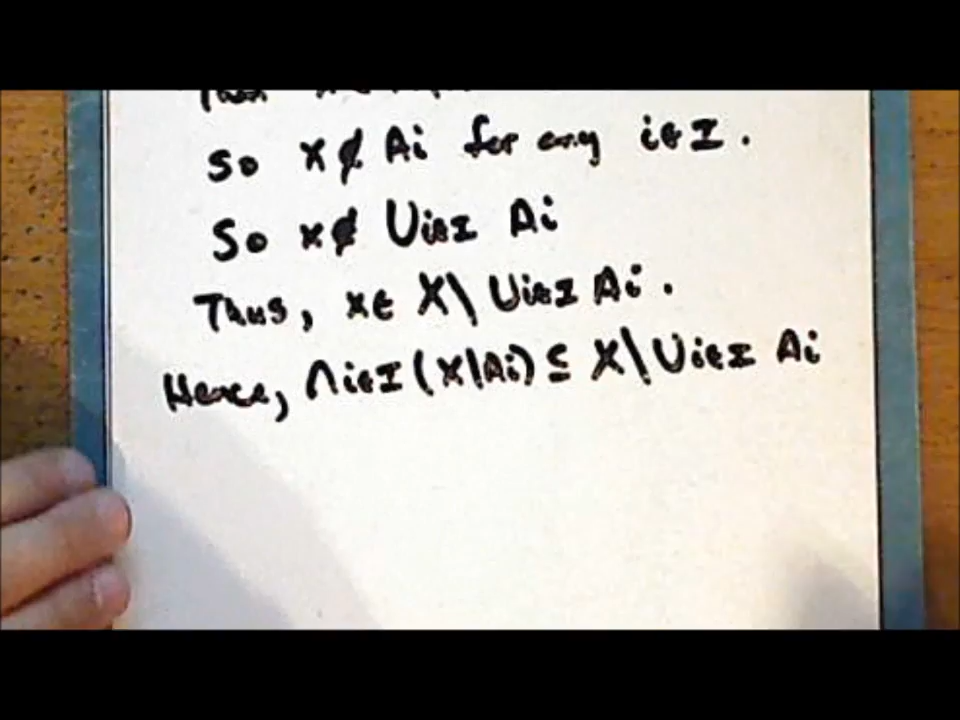 So x ∉ Ai for any i∈I.
So x ∉ ∪i∈I Ai
Thus, x∈ X\ ∪i∈I Ai.
Hence, ∩i∈I (X\Ai) ⊆ X\ ∪i∈I Ai